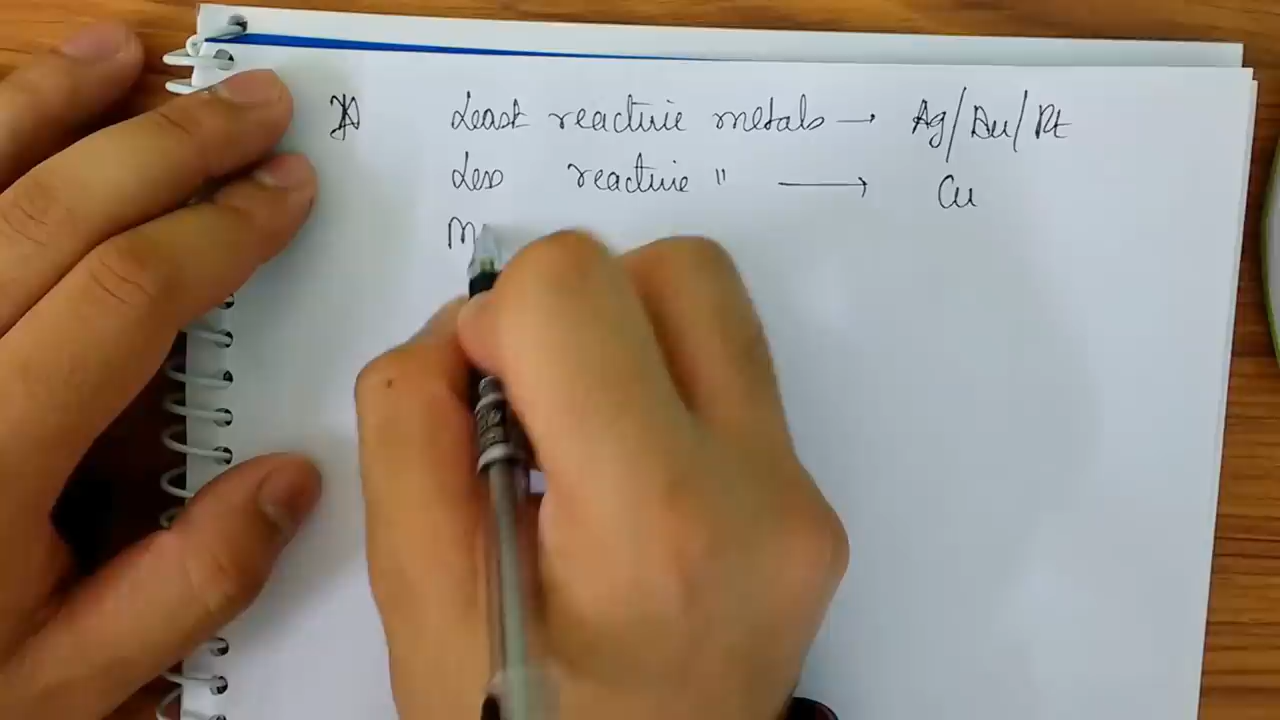 Least reactive metals → Ag/Au/Pt
Less reactive " → Cu
M